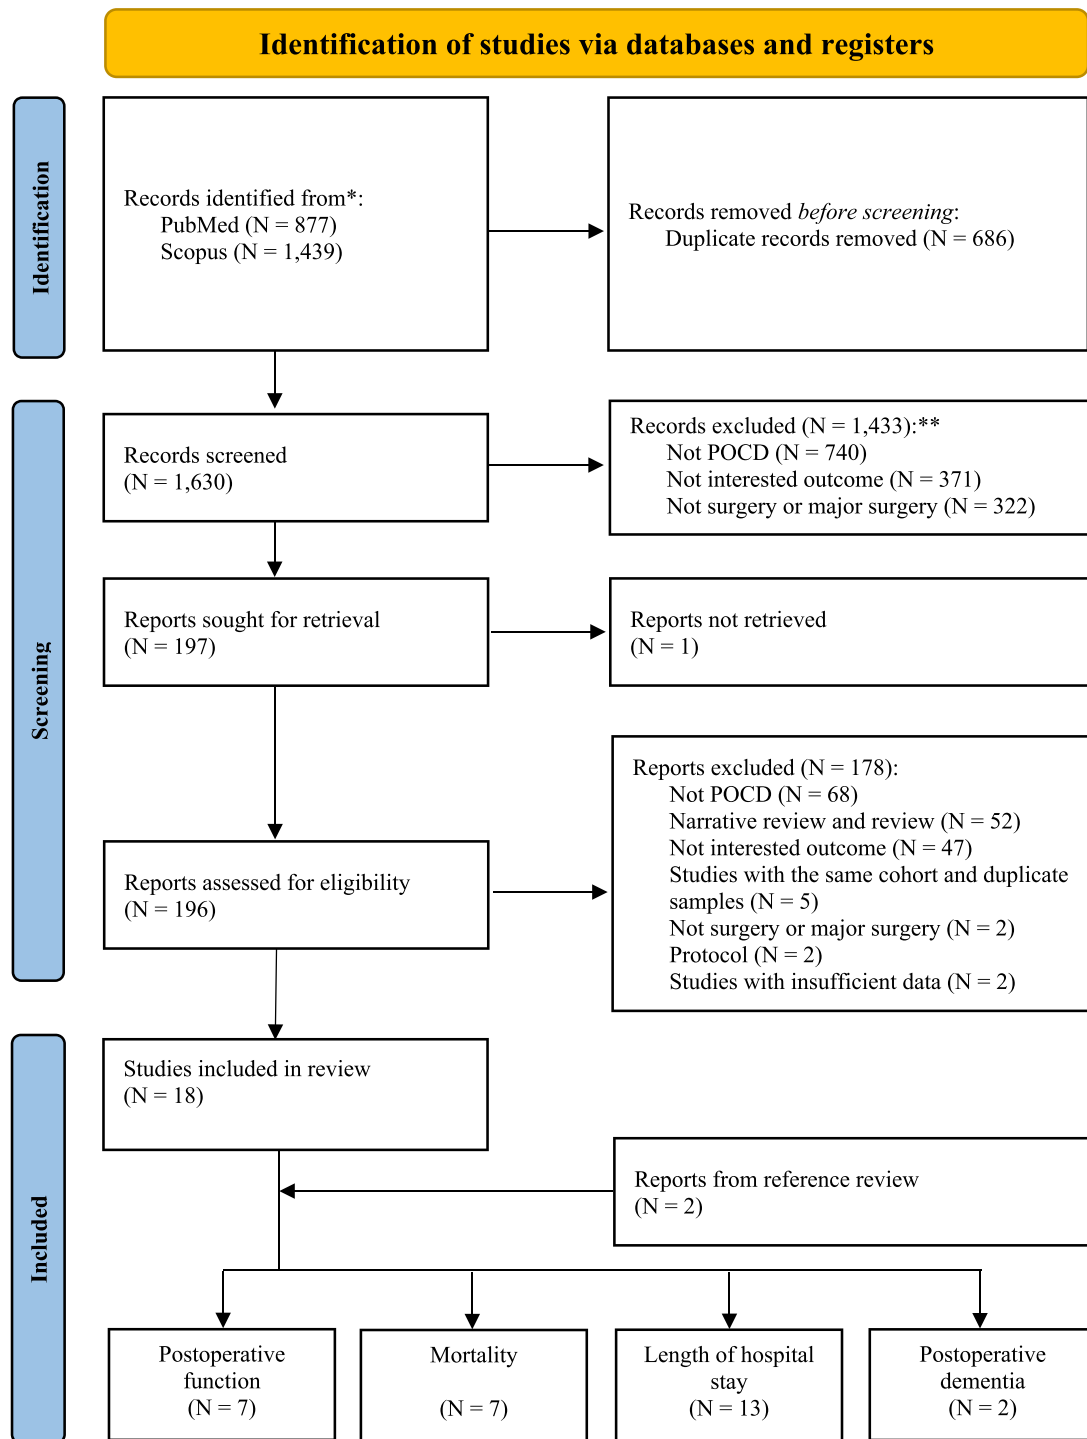 Identification of studies via databases and registers
Identification
Records identified from*:
PubMed (N = 877)
Scopus (N = 1,439)
Records removed before screening:
Duplicate records removed (N = 686)
Screening
Records screened
(N = 1,630)
Records excluded (N = 1,433):**
Not POCD (N = 740)
Not interested outcome (N = 371)
Not surgery or major surgery (N = 322)
Reports sought for retrieval
(N = 197)
Reports not retrieved
(N = 1)
Reports assessed for eligibility
(N = 196)
Reports excluded (N = 178):
Not POCD (N = 68)
Narrative review and review (N = 52)
Not interested outcome (N = 47)
Studies with the same cohort and duplicate
samples (N = 5)
Not surgery or major surgery (N = 2)
Protocol (N = 2)
Studies with insufficient data (N = 2)
Included
Studies included in review
(N = 18)
Reports from reference review
(N = 2)
Postoperative
function
(N = 7)
Mortality
(N = 7)
Length of hospital
stay
(N = 13)
Postoperative
dementia
(N = 2)